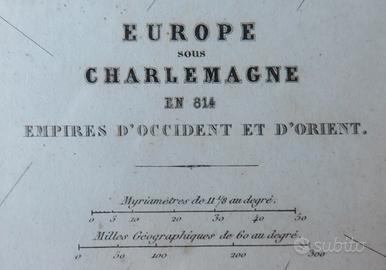 EUROPE
sous
CHARLEMAGNE
EN 814
EMPIRES D'OCCIDENT ET D'ORIENT.
Myriamètres de 11 1/8 au degré.
0 5 10 20 30 40 50
Milles Géographiques de 60 au degré.
0 50 100 200 300
subito